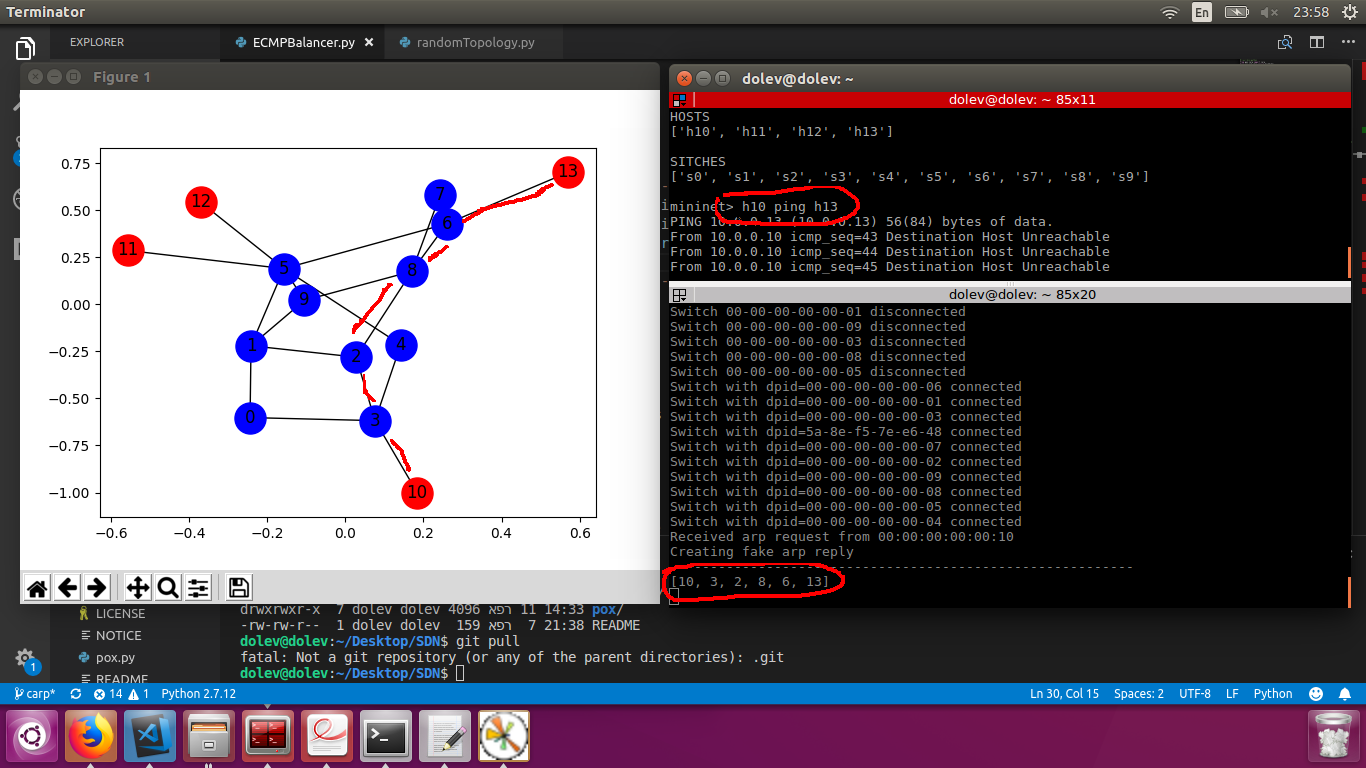 Terminator
En
23:58
EXPLORER
ECMPBalancer.py
randomTopology.py
Figure 1
0.75
0.50
0.25
0.00
−0.25
−0.50
−0.75
−1.00
−0.6
−0.4
−0.2
0.0
0.2
0.4
0.6
13
12
7
6
11
5
8
9
1
2
4
0
3
10
dolev@dolev: ~
dolev@dolev: ~ 85x11
HOSTS
['h10', 'h11', 'h12', 'h13']
SITCHES
['s0', 's1', 's2', 's3', 's4', 's5', 's6', 's7', 's8', 's9']
mininet> h10 ping h13
PING 10.0.0.13 (10.0.0.13) 56(84) bytes of data.
From 10.0.0.10 icmp_seq=43 Destination Host Unreachable
From 10.0.0.10 icmp_seq=44 Destination Host Unreachable
From 10.0.0.10 icmp_seq=45 Destination Host Unreachable
dolev@dolev: ~ 85x20
Switch 00-00-00-00-00-01 disconnected
Switch 00-00-00-00-00-09 disconnected
Switch 00-00-00-00-00-03 disconnected
Switch 00-00-00-00-00-08 disconnected
Switch 00-00-00-00-00-05 disconnected
Switch with dpid=00-00-00-00-00-06 connected
Switch with dpid=00-00-00-00-00-01 connected
Switch with dpid=00-00-00-00-00-03 connected
Switch with dpid=5a-8e-f5-7e-e6-48 connected
Switch with dpid=00-00-00-00-00-07 connected
Switch with dpid=00-00-00-00-00-02 connected
Switch with dpid=00-00-00-00-00-09 connected
Switch with dpid=00-00-00-00-00-08 connected
Switch with dpid=00-00-00-00-00-05 connected
Switch with dpid=00-00-00-00-00-04 connected
Received arp request from 00:00:00:00:00:10
Creating fake arp reply
[10, 3, 2, 8, 6, 13]
LICENSE
NOTICE
pox.py
README
drwxrwxr-x 7 dolev dolev 4096 אפר 11 14:33 pox/
-rw-rw-r-- 1 dolev dolev 159 אפר 7 21:38 README
dolev@dolev:~/Desktop/SDN$ git pull
fatal: Not a git repository (or any of the parent directories): .git
dolev@dolev:~/Desktop/SDN$
1
carp*
14
1
Python 2.7.12
Ln 30, Col 15
Spaces: 2
UTF-8
LF
Python